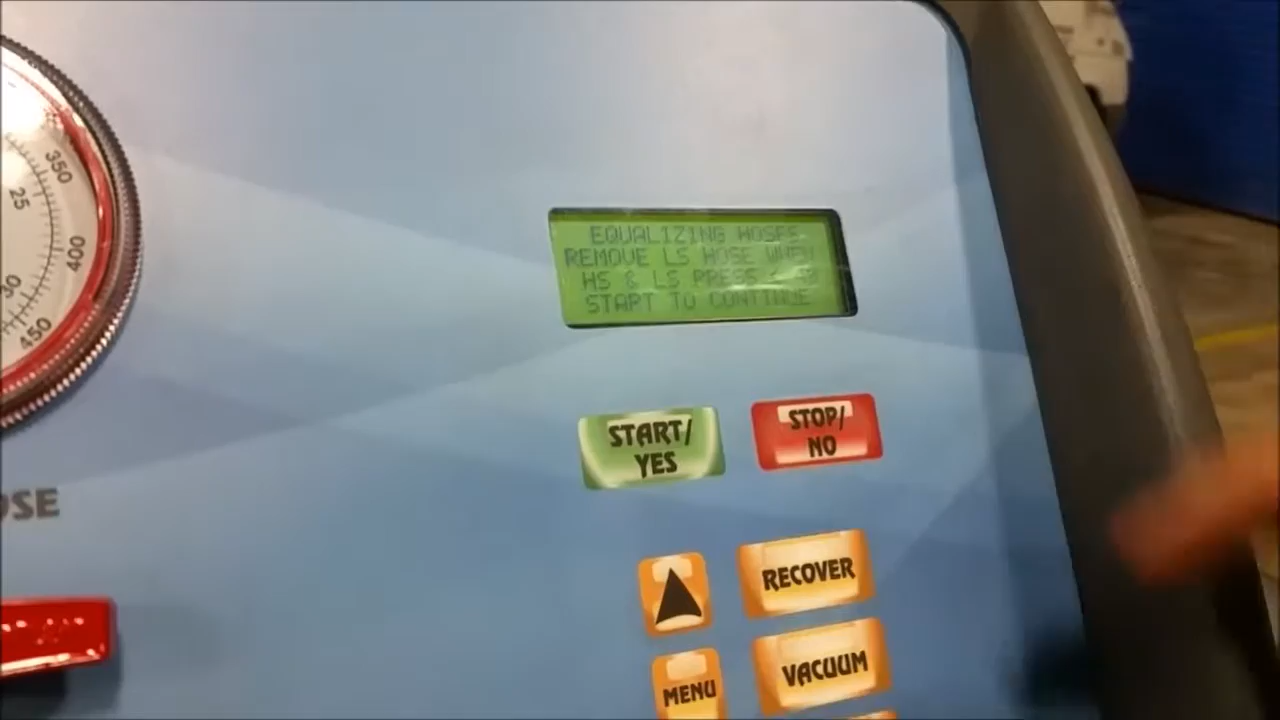 350
25
400
30
450
EQUALIZING HOSES
REMOVE LS HOSE WHEN
HS & LS PRESS
START TO CONTINUE
START/
YES
STOP/
NO
OSE
RECOVER
VACUUM
MENU